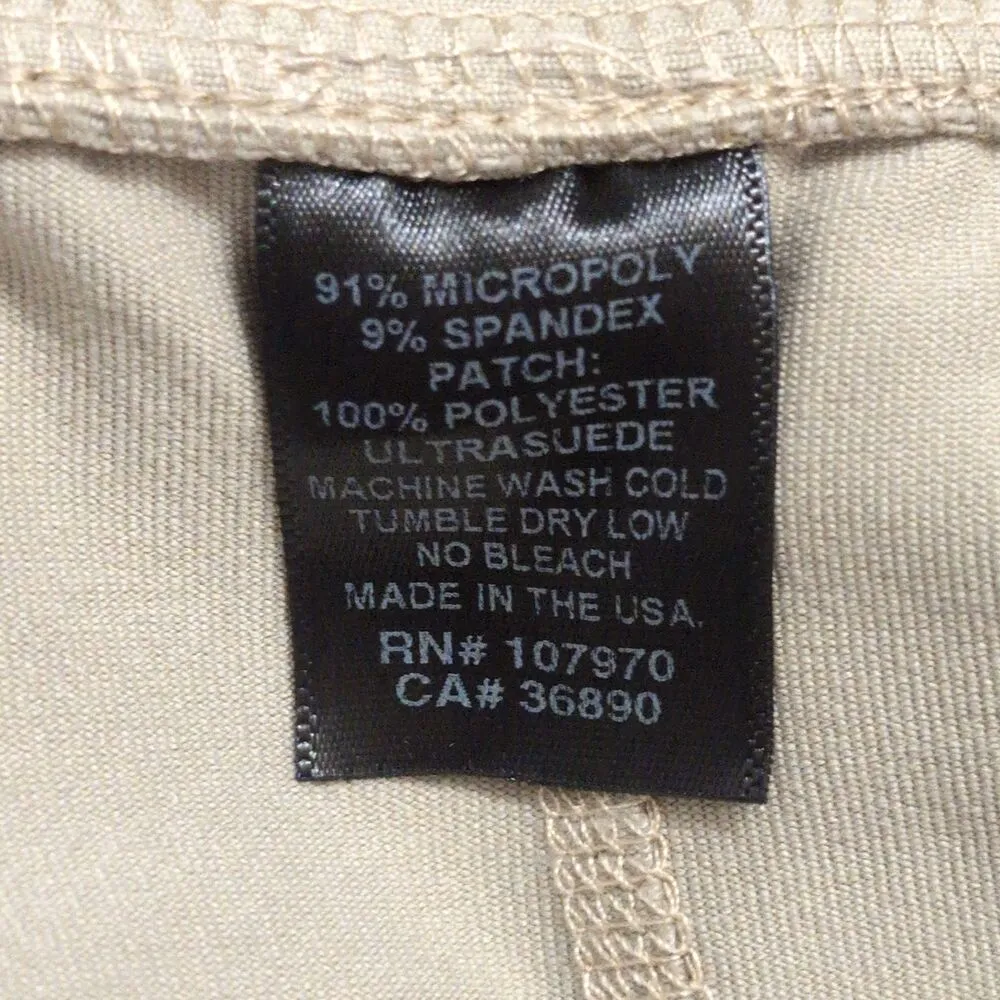 91% MICROPOLY
9% SPANDEX
PATCH:
100% POLYESTER
ULTRASUEDE
MACHINE WASH COLD
TUMBLE DRY LOW
NO BLEACH
MADE IN THE USA.
RN# 107970
CA# 36890